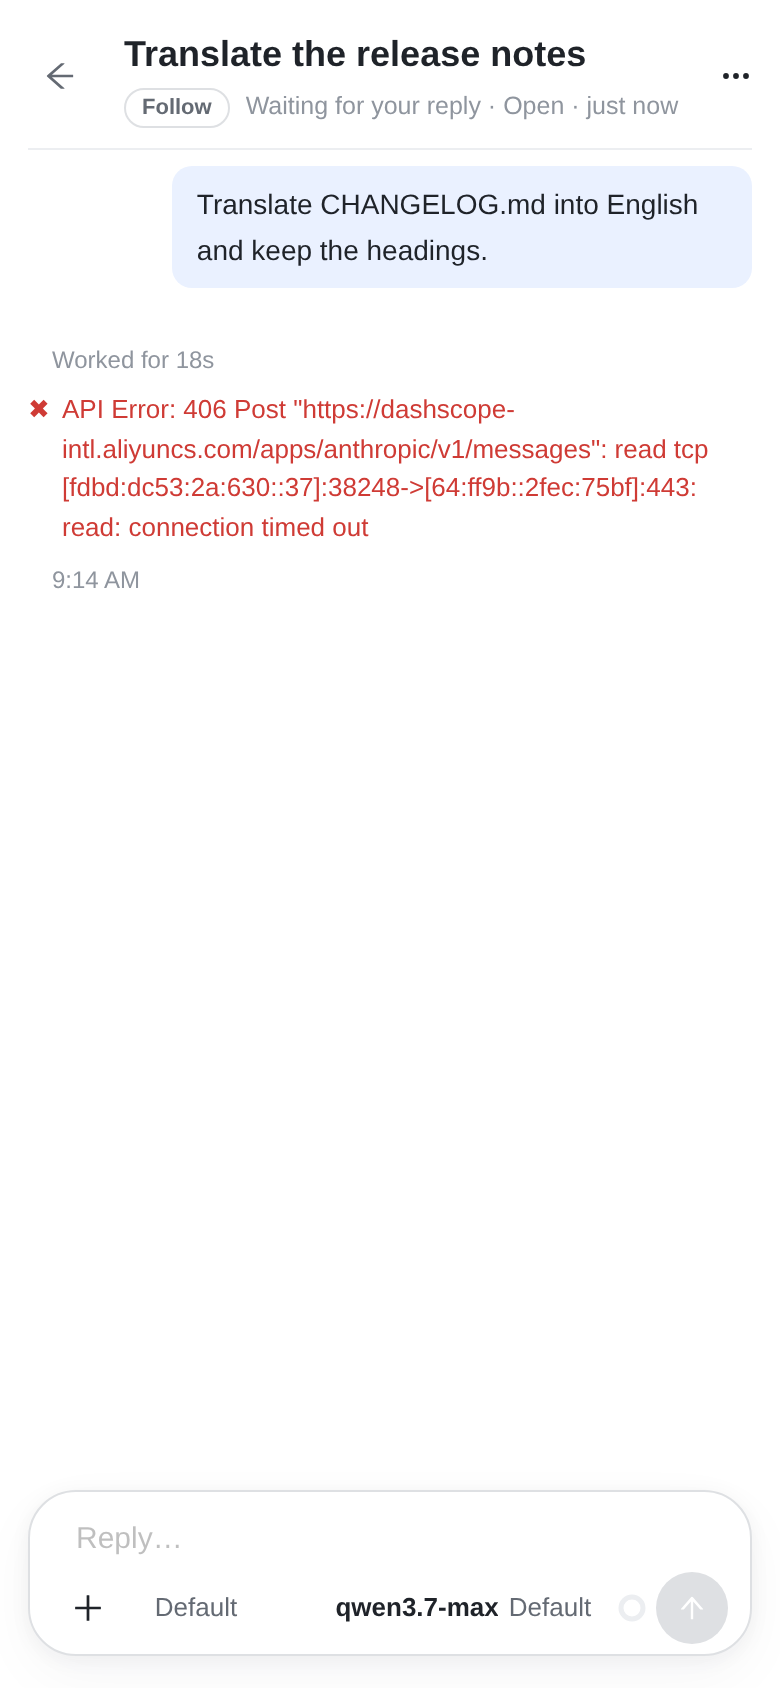 Translate the release notes
Follow Waiting for your reply · Open · just now
Translate CHANGELOG.md into English
and keep the headings.
Worked for 18s
✖ API Error: 406 Post "https://dashscope-
intl.aliyuncs.com/apps/anthropic/v1/messages": read tcp
[fdbd:dc53:2a:630::37]:38248->[64:ff9b::2fec:75bf]:443:
read: connection timed out
9:14 AM
Reply…
Default qwen3.7-max Default